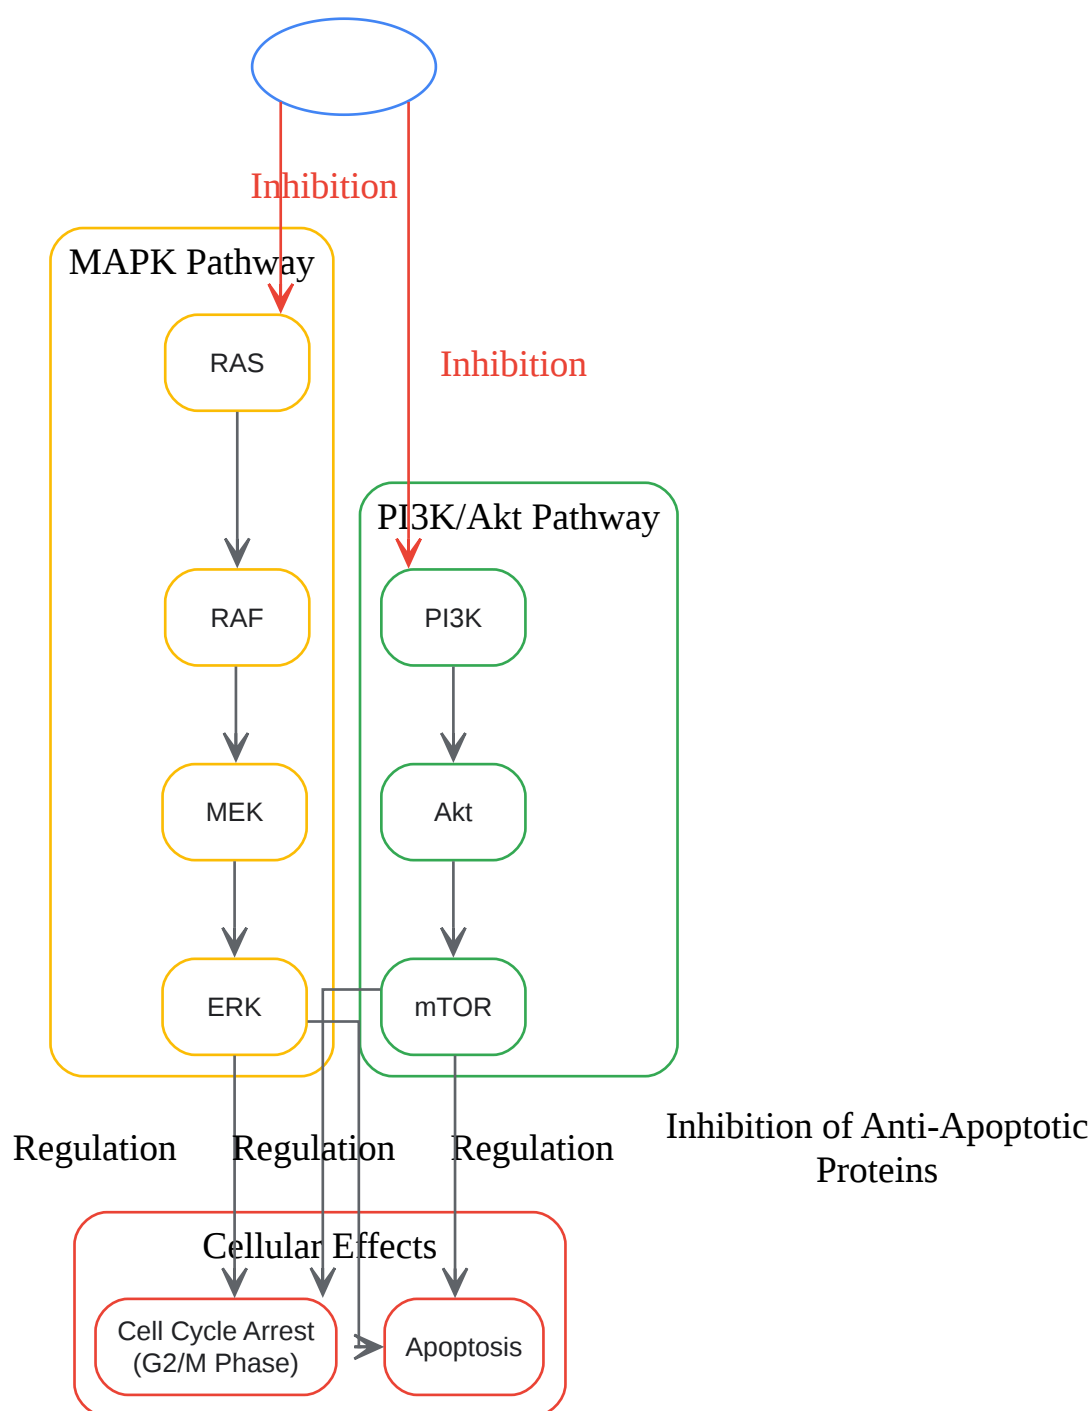 Inhibition
MAPK Pathway
RAS
Inhibition
PI3K/Akt Pathway
RAF
PI3K
MEK
Akt
ERK
mTOR
Regulation
Regulation
Regulation
Inhibition of Anti-Apoptotic
Proteins
Cellular Effects
Cell Cycle Arrest
(G2/M Phase)
Apoptosis